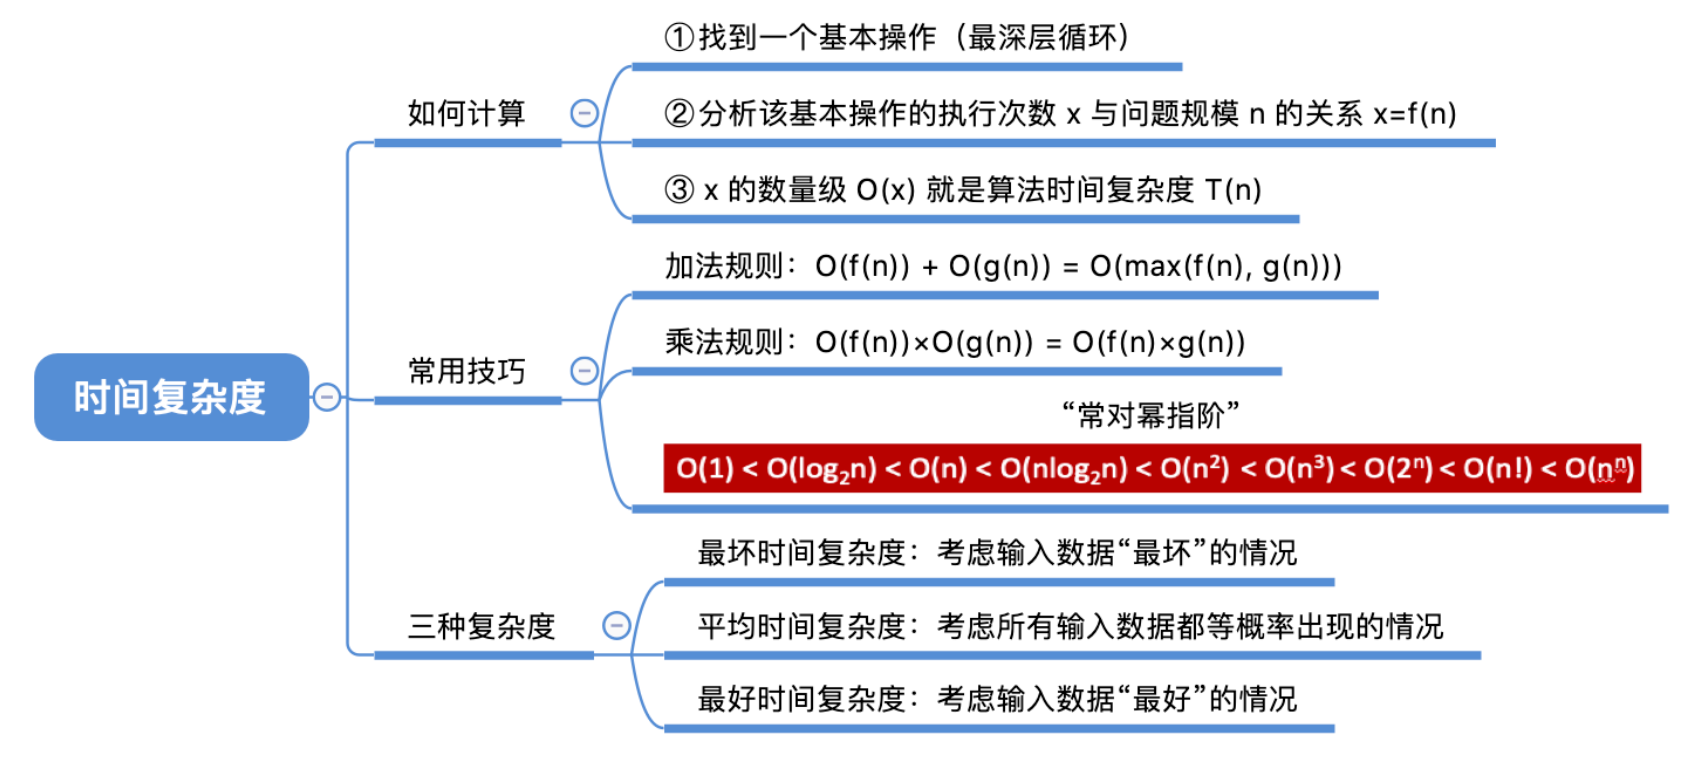 时间复杂度
如何计算
①找到一个基本操作（最深层循环）
②分析该基本操作的执行次数 x 与问题规模 n 的关系 x=f(n)
③ x 的数量级 O(x) 就是算法时间复杂度 T(n)
常用技巧
加法规则：O(f(n)) + O(g(n)) = O(max(f(n), g(n)))
乘法规则：O(f(n))×O(g(n)) = O(f(n)×g(n))
“常对幂指阶”
O(1) < O(log₂n) < O(n) < O(nlog₂n) < O(n²) < O(n³) < O(2ⁿ) < O(n!) < O(nⁿ)
三种复杂度
最坏时间复杂度：考虑输入数据“最坏”的情况
平均时间复杂度：考虑所有输入数据都等概率出现的情况
最好时间复杂度：考虑输入数据“最好”的情况